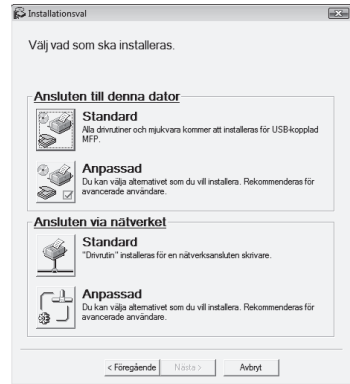 Installationsval
Välj vad som ska installeras.
Ansluten till denna dator
Standard
Alla drivrutiner och mjukvara kommer att installeras för USB-kopplad
MFP.
Anpassad
Du kan välja alternativet som du vill installera. Rekommenderas för
avancerade användare.
Ansluten via nätverket
Standard
"Drivrutin" installeras för en nätverksansluten skrivare.
Anpassad
Du kan välja alternativet som du vill installera. Rekommenderas för
avancerade användare.
< Föregående Nästa > Avbryt